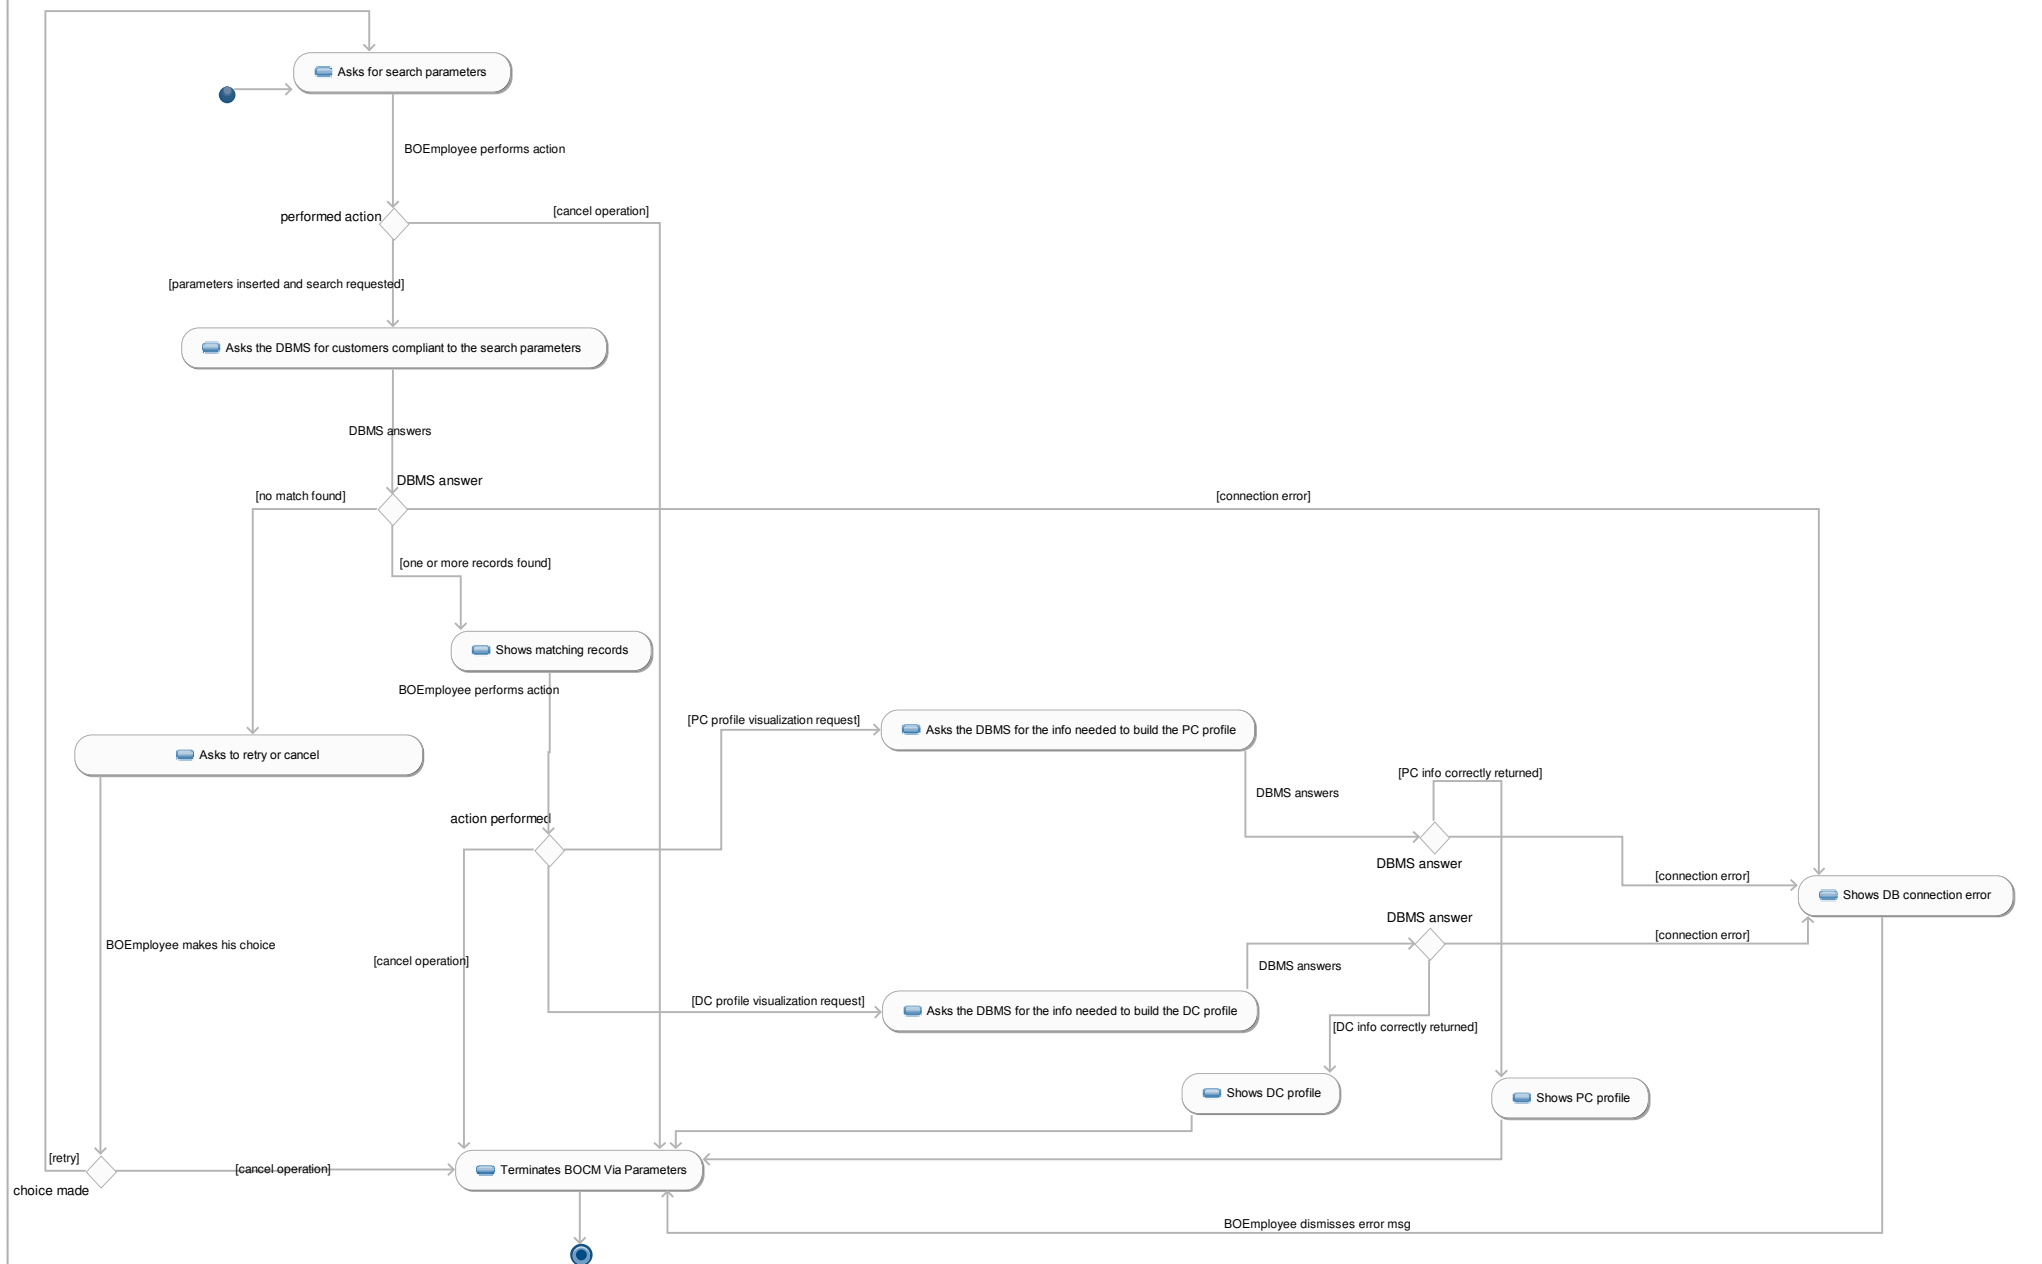 Asks for search parameters
BOEmployee performs action
performed action
[cancel operation]
[parameters inserted and search requested]
Asks the DBMS for customers compliant to the search parameters
DBMS answers
DBMS answer
[no match found]
[connection error]
[one or more records found]
Shows matching records
BOEmployee performs action
[PC profile visualization request]
Asks the DBMS for the info needed to build the PC profile
Asks to retry or cancel
[PC info correctly returned]
DBMS answers
action performed
DBMS answer
[connection error]
Shows DB connection error
DBMS answer
[connection error]
BOEmployee makes his choice
[cancel operation]
DBMS answers
[DC profile visualization request]
Asks the DBMS for the info needed to build the DC profile
[DC info correctly returned]
Shows DC profile
Shows PC profile
[retry]
[cancel operation]
Terminates BOCM Via Parameters
choice made
BOEmployee dismisses error msg